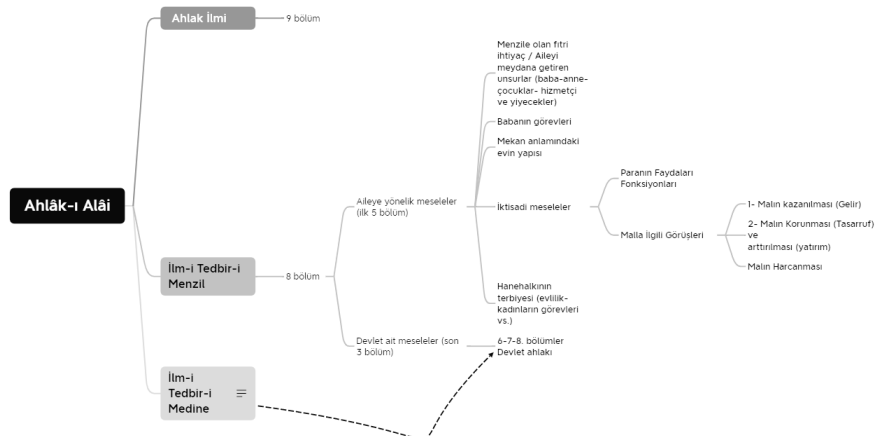 Ahlâk-ı Alâi
Ahlak İlmi
9 bölüm
İlm-i Tedbir-i
Menzil
8 bölüm
Aileye yönelik meseleler
(ilk 5 bölüm)
Menzile olan fıtri
ihtiyaç / Aileyi
meydana getiren
unsurlar (baba-anne-
çocuklar- hizmetçi
ve yiyecekler)
Babanın görevleri
Mekan anlamındaki
evin yapısı
İktisadi meseleler
Paranın Faydaları
Fonksiyonları
Malla İlgili Görüşleri
1- Malın kazanılması (Gelir)
2- Malın Korunması (Tasarruf)
ve
arttırılması (yatırım)
Malın Harcanması
Hanehalkının
terbiyesi (evlilik-
kadınların görevleri
vs.)
Devlet ait meseleler (son
3 bölüm)
6-7-8. bölümler
Devlet ahlakı
İlm-i
Tedbir-i
Medine